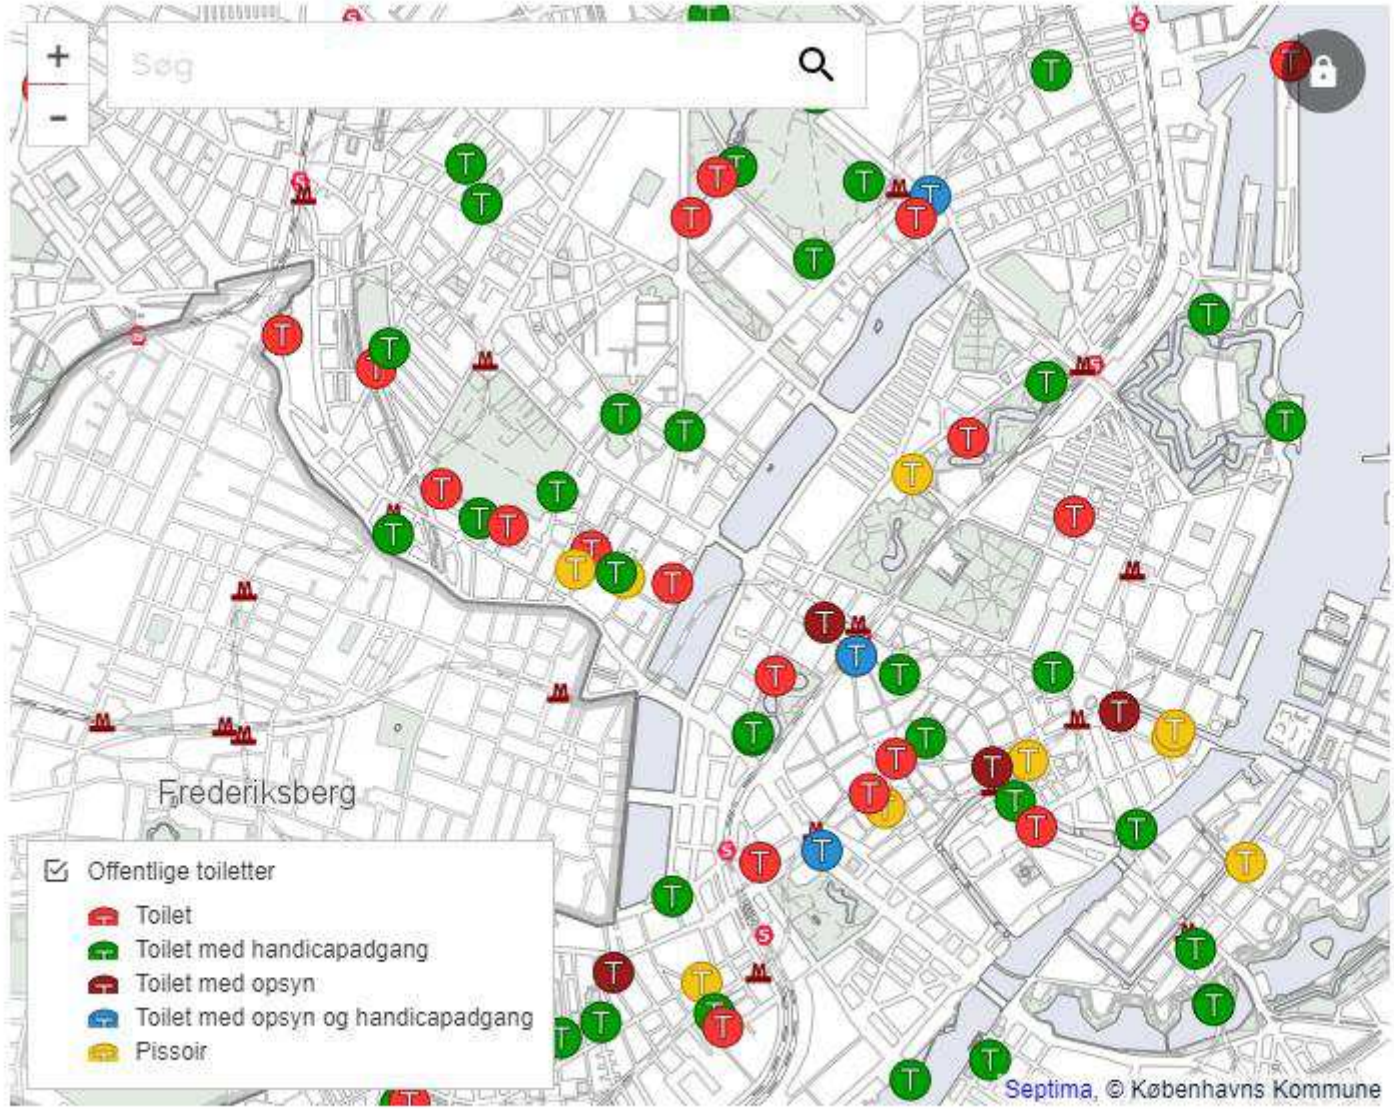 +
Søg
-
Frederiksberg
Offentlige toiletter
Toilet
Toilet med handicapadgang
Toilet med opsyn
Toilet med opsyn og handicapadgang
Pissoir
Septima, © Københavns Kommune